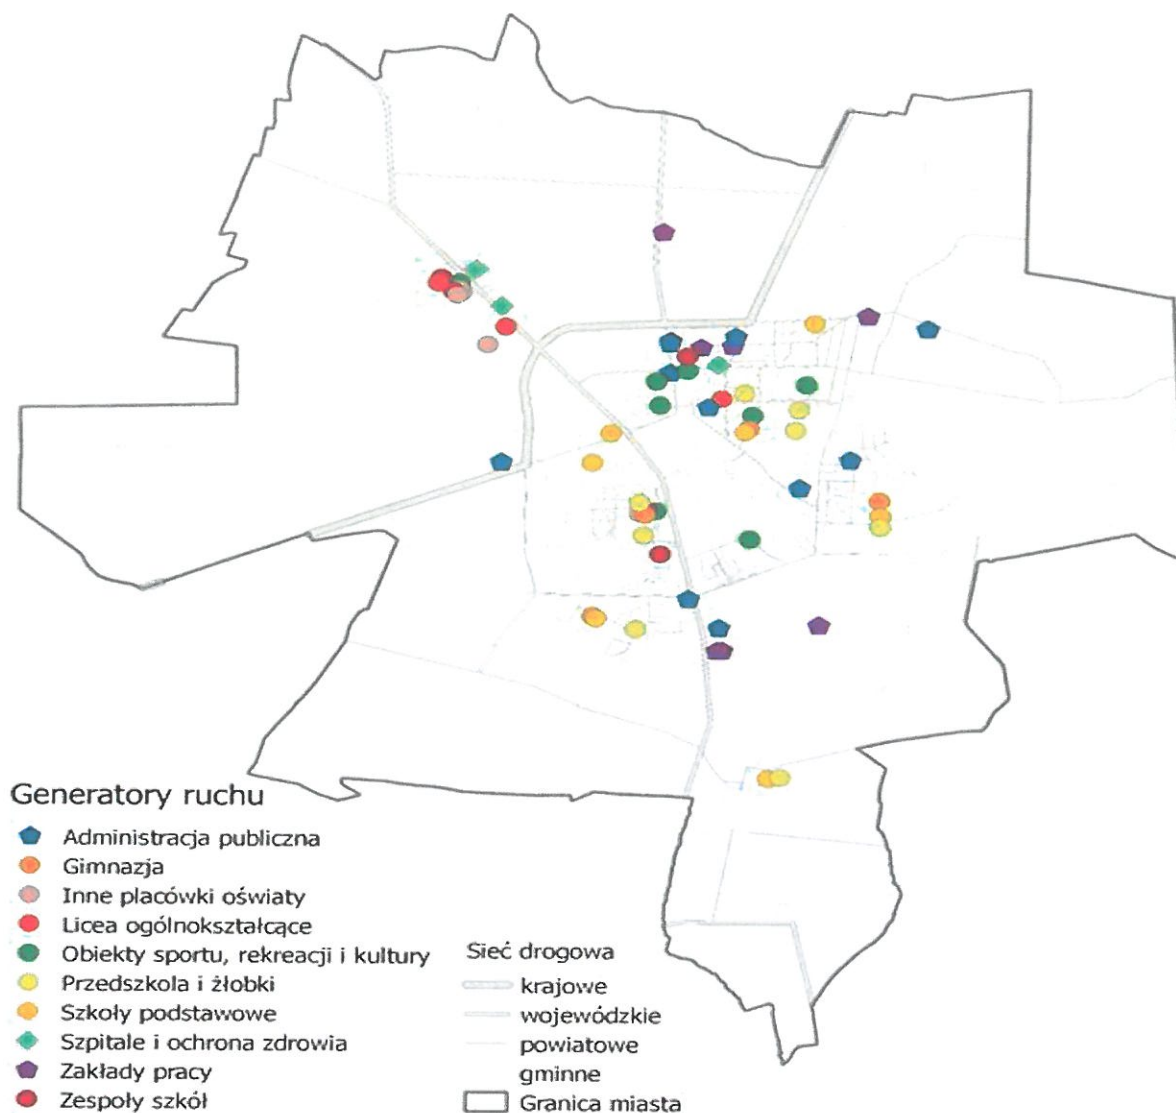 Generatory ruchu
Administracja publiczna
Gimnazja
Inne placówki oświaty
Licea ogólnokształcące
Obiekty sportu, rekreacji i kultury
Przedszkola i żłobki
Szkoły podstawowe
Szpitale i ochrona zdrowia
Zakłady pracy
Zespoły szkół
Sieć drogowa
krajowe
wojewódzkie
powiatowe
gminne
Granica miasta